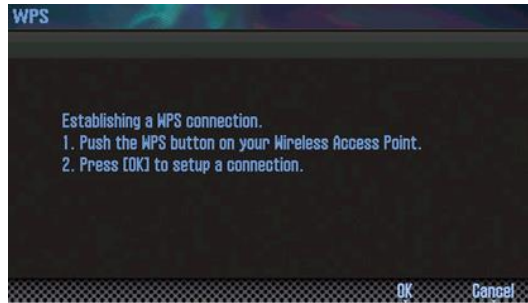 WPS
Establishing a WPS connection.
1. Push the WPS button on your Wireless Access Point.
2. Press [OK] to setup a connection.
OK
Cancel